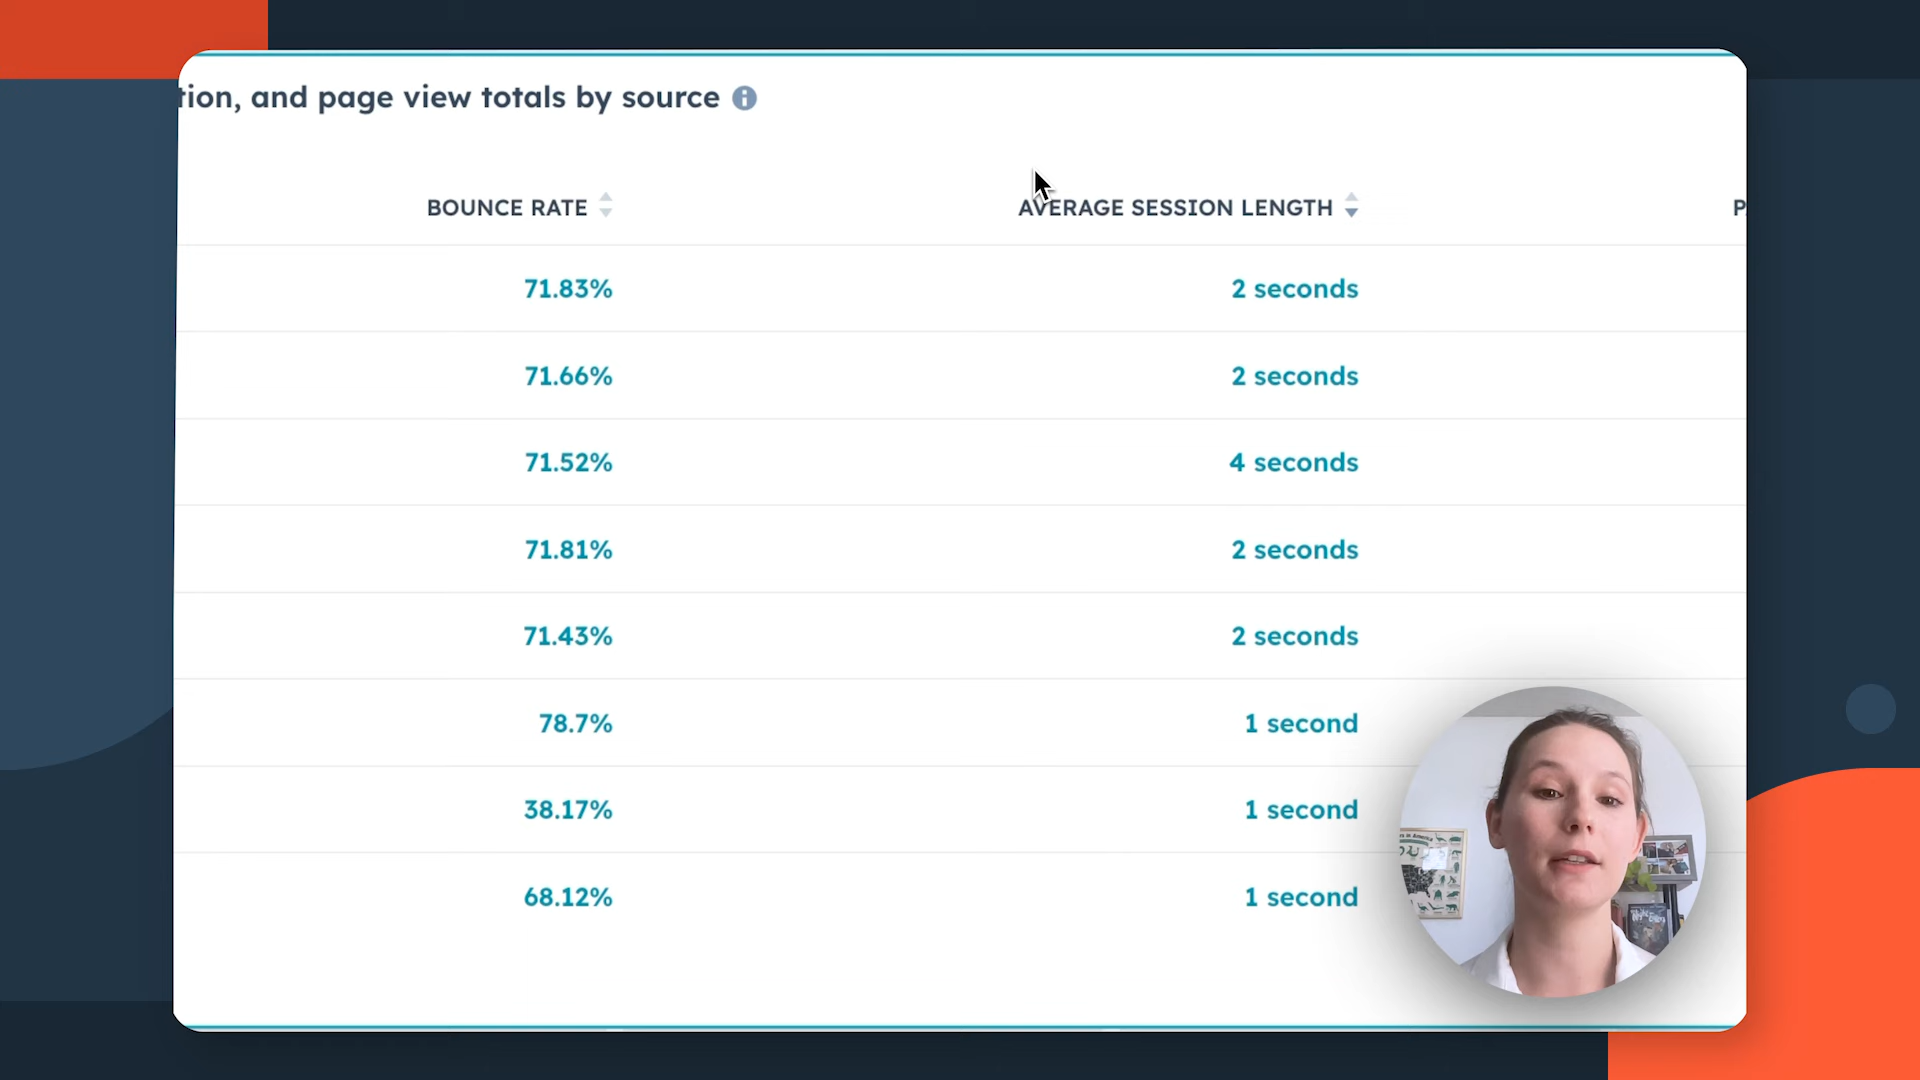 tion, and page view totals by source
BOUNCE RATE AVERAGE SESSION LENGTH P
71.83% 2 seconds
71.66% 2 seconds
71.52% 4 seconds
71.81% 2 seconds
71.43% 2 seconds
78.7% 1 second
38.17% 1 second
68.12% 1 second